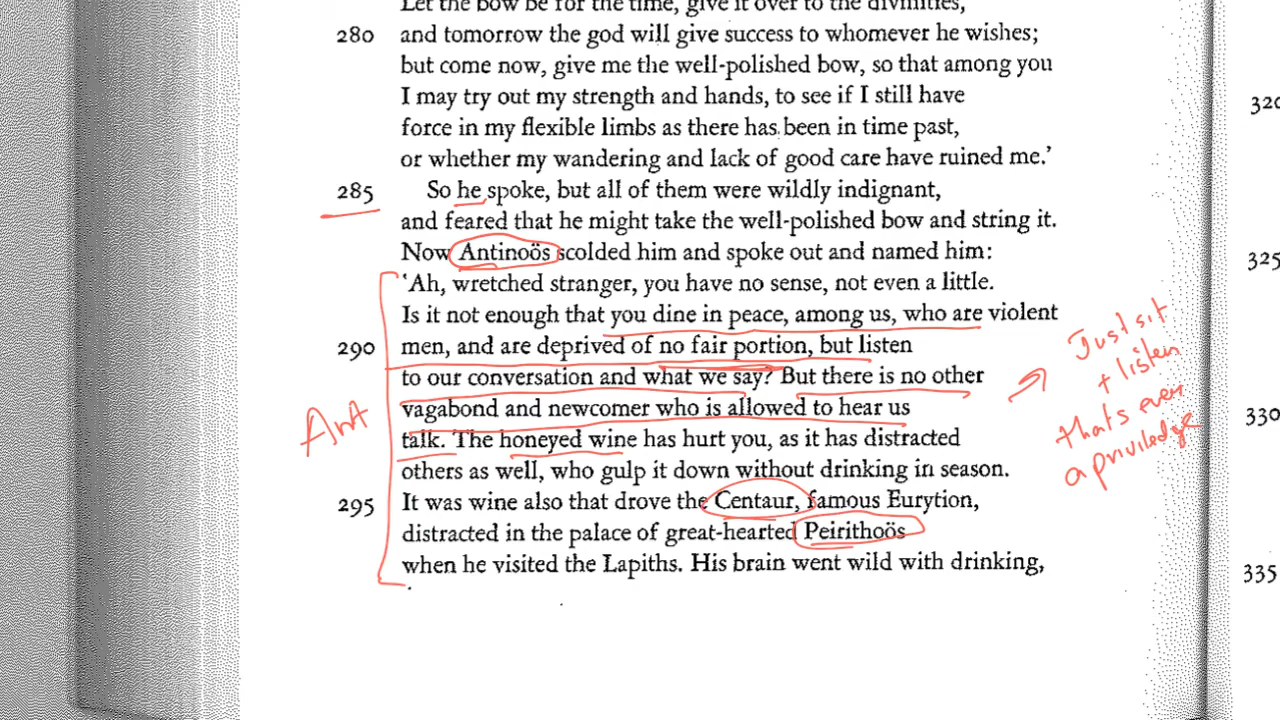 Let the bow be for the time, give it over to the divinities,
280 and tomorrow the god will give success to whomever he wishes;
but come now, give me the well-polished bow, so that among you
I may try out my strength and hands, to see if I still have
force in my flexible limbs as there has been in time past,
or whether my wandering and lack of good care have ruined me.’
285 So he spoke, but all of them were wildly indignant,
and feared that he might take the well-polished bow and string it.
Now Antinoös scolded him and spoke out and named him:
‘Ah, wretched stranger, you have no sense, not even a little.
Is it not enough that you dine in peace, among us, who are violent
290 men, and are deprived of no fair portion, but listen
to our conversation and what we say? But there is no other
vagabond and newcomer who is allowed to hear us
talk. The honeyed wine has hurt you, as it has distracted
others as well, who gulp it down without drinking in season.
295 It was wine also that drove the Centaur, famous Eurytion,
distracted in the palace of great-hearted Peirithoös
when he visited the Lapiths. His brain went wild with drinking,
Ant
Just sit
+ listen
thats even
a priviledge
320
325
330
335